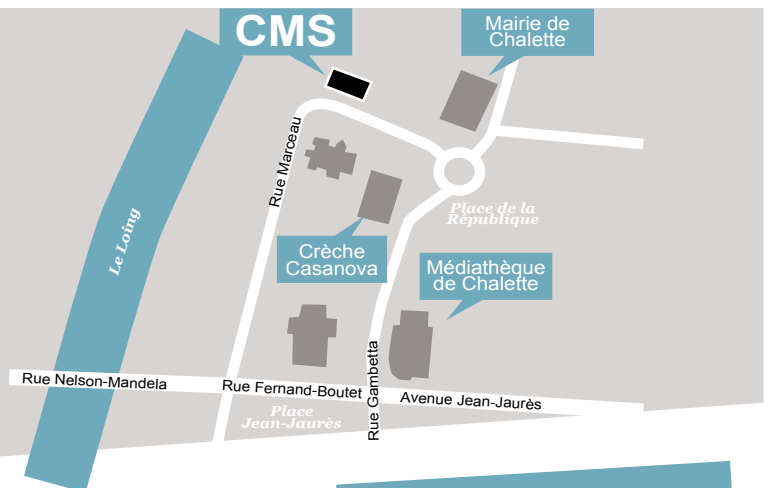 CMS
Mairie de
Chalette
Rue Marceau
Le Loing
Place de la
République
Crèche
Casanova
Médiathèque
de Chalette
Rue Nelson-Mandela
Rue Fernand-Boutet
Rue Gambetta
Avenue Jean-Jaurès
Place
Jean-Jaurès